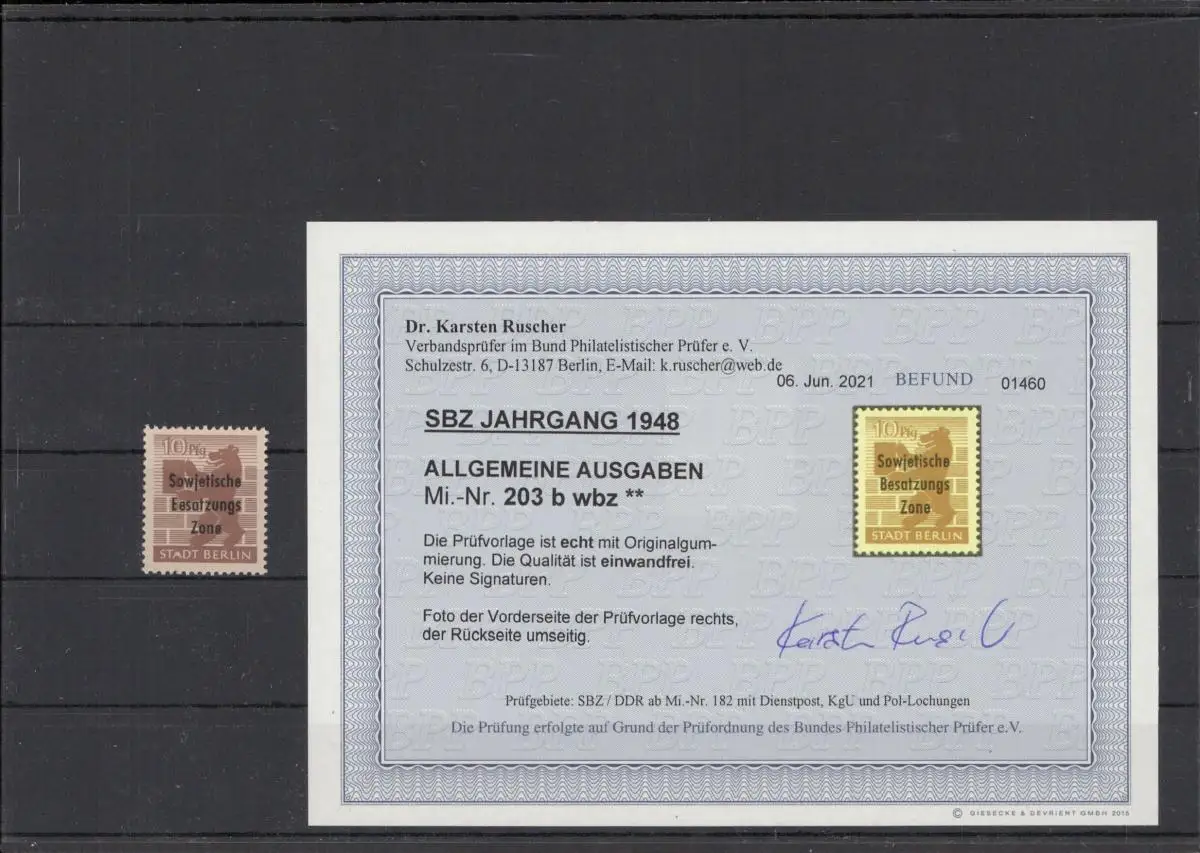 10 Pfg
Sowjetische
Besatzungs
Zone
STADT BERLIN
Dr. Karsten Ruscher
Verbandsprüfer im Bund Philatelistischer Prüfer e. V.
Schulzestr. 6, D-13187 Berlin, E-Mail: k.ruscher@web.de
06. Jun. 2021 BEFUND 01460
SBZ JAHRGANG 1948
ALLGEMEINE AUSGABEN
Mi.-Nr. 203 b wbz **
10 Pfg
Sowjetische
Besatzungs
Zone
STADT BERLIN
Die Prüfvorlage ist echt mit Originalgum-
mierung. Die Qualität ist einwandfrei.
Keine Signaturen.
Foto der Vorderseite der Prüfvorlage rechts,
der Rückseite umseitig.
Prüfgebiete: SBZ / DDR ab Mi.-Nr. 182 mit Dienstpost, KgU und Pol-Lochungen
Die Prüfung erfolgte auf Grund der Prüfordnung des Bundes Philatelistischer Prüfer e.V.
© GIESECKE & DEVRIENT GMBH 2015